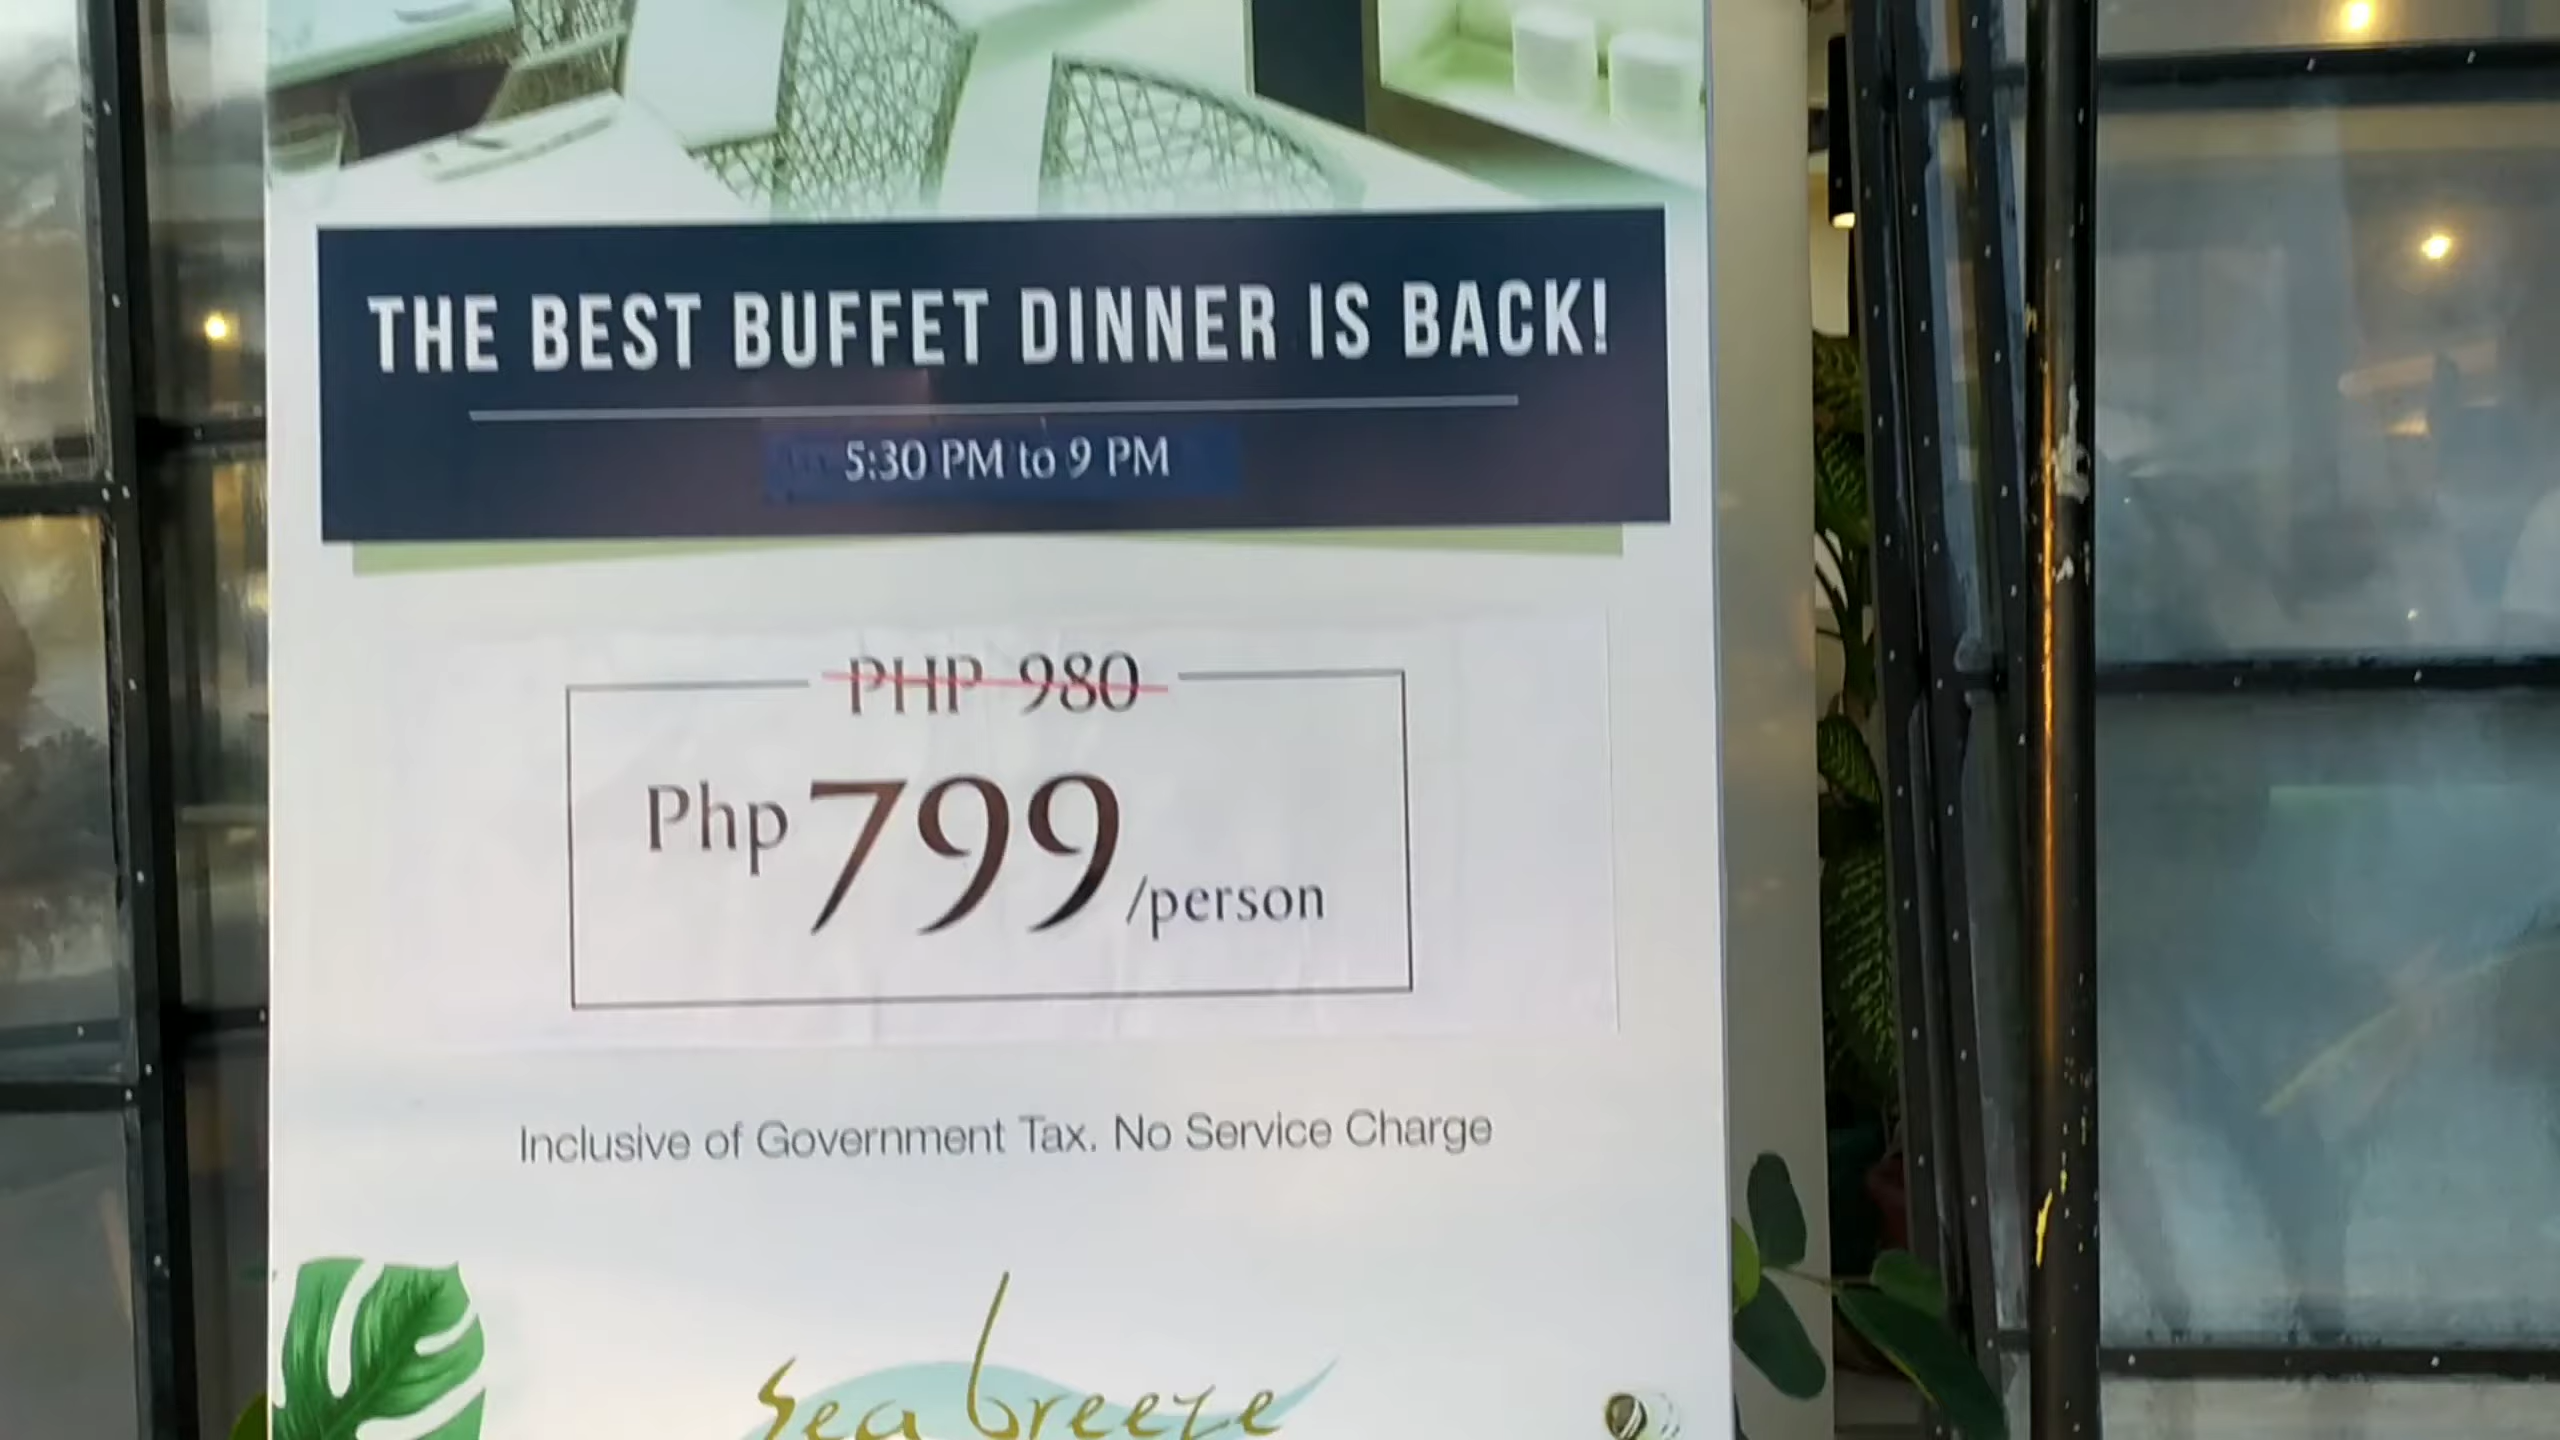 THE BEST BUFFET DINNER IS BACK!
5:30 PM to 9 PM
PHP 980
Php 799 /person
Inclusive of Government Tax. No Service Charge
sea breeze